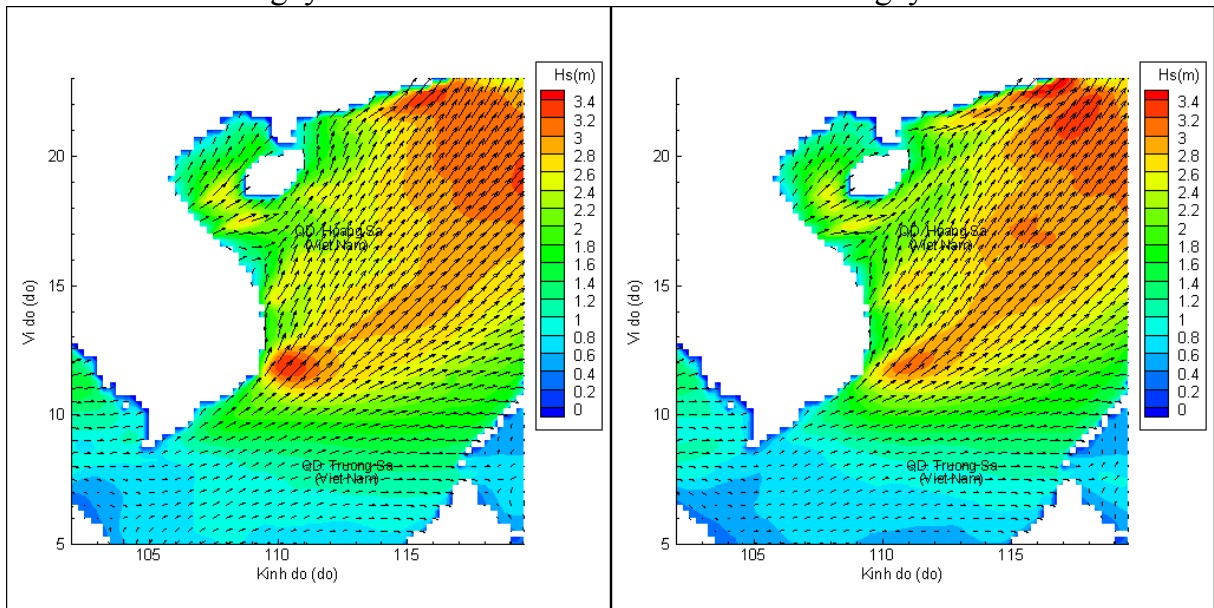 Hs(m)
3.4
3.2
3
2.8
2.6
2.4
2.2
2
1.8
1.6
1.4
1.2
1
0.8
0.6
0.4
0.2
0
20
15
10
5
Vi do (do)
QD. Hoang Sa
(Viet Nam)
QD. Truong Sa
(Viet Nam)
105 110 115
Kinh do (do)
Hs(m)
3.4
3.2
3
2.8
2.6
2.4
2.2
2
1.8
1.6
1.4
1.2
1
0.8
0.6
0.4
0.2
0
20
15
10
5
Vi do (do)
QD. Hoang Sa
(Viet Nam)
QD. Truong Sa
(Viet Nam)
105 110 115
Kinh do (do)